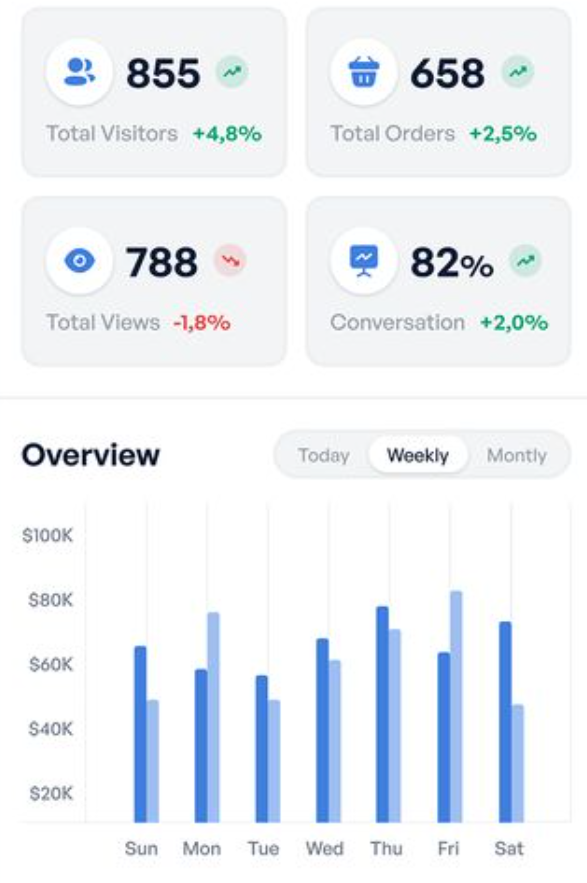 855
658
Total Visitors +4,8%
Total Orders +2,5%
788
82%
Total Views -1,8%
Conversation +2,0%
Overview
Today Weekly Montly
$100K
$80K
$60K
$40K
$20K
Sun Mon Tue Wed Thu Fri Sat